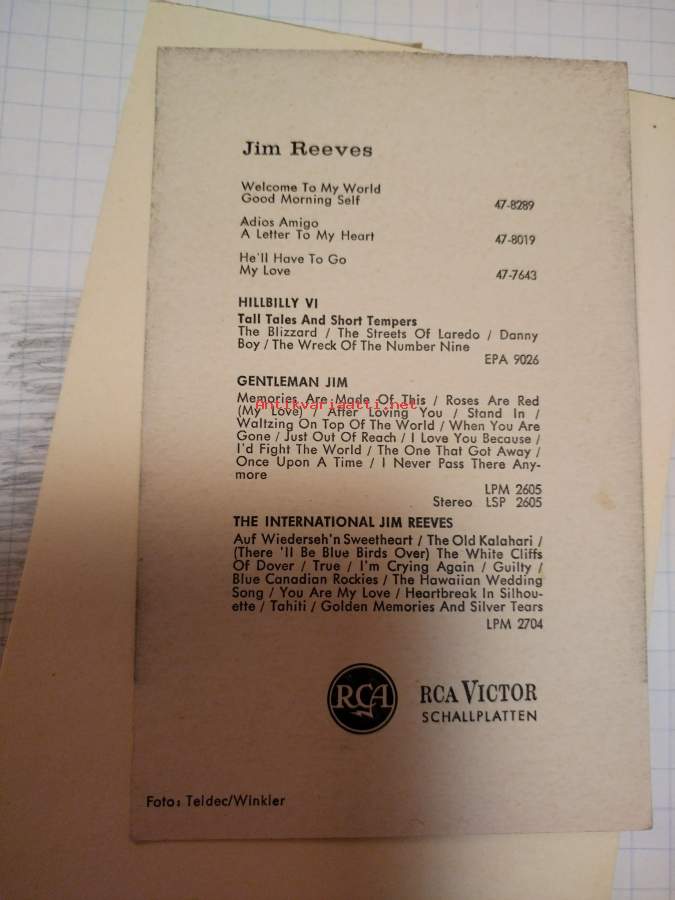 Jim Reeves
Welcome To My World
Good Morning Self 47-8289
Adios Amigo
A Letter To My Heart 47-8019
He'll Have To Go
My Love 47-7643
HILLBILLY VI
Tall Tales And Short Tempers
The Blizzard / The Streets Of Laredo / Danny
Boy / The Wreck Of The Number Nine
EPA 9026
GENTLEMAN JIM
Memories Are Made Of This / Roses Are Red
Antikvariaatti.net
(My Love) / After Loving You / Stand In /
Waltzing On Top Of The World / When You Are
Gone / Just Out Of Reach / I Love You Because /
I'd Fight The World / The One That Got Away /
Once Upon A Time / I Never Pass There Any-
more
LPM 2605
Stereo LSP 2605
THE INTERNATIONAL JIM REEVES
Auf Wiederseh'n Sweetheart / The Old Kalahari /
(There 'll Be Blue Birds Over) The White Cliffs
Of Dover / True / I'm Crying Again / Guilty /
Blue Canadian Rockies / The Hawaiian Wedding
Song / You Are My Love / Heartbreak In Silhou-
ette / Tahiti / Golden Memories And Silver Tears
LPM 2704
RCA RCA VICTOR
SCHALLPLATTEN
Foto: Teldec/Winkler